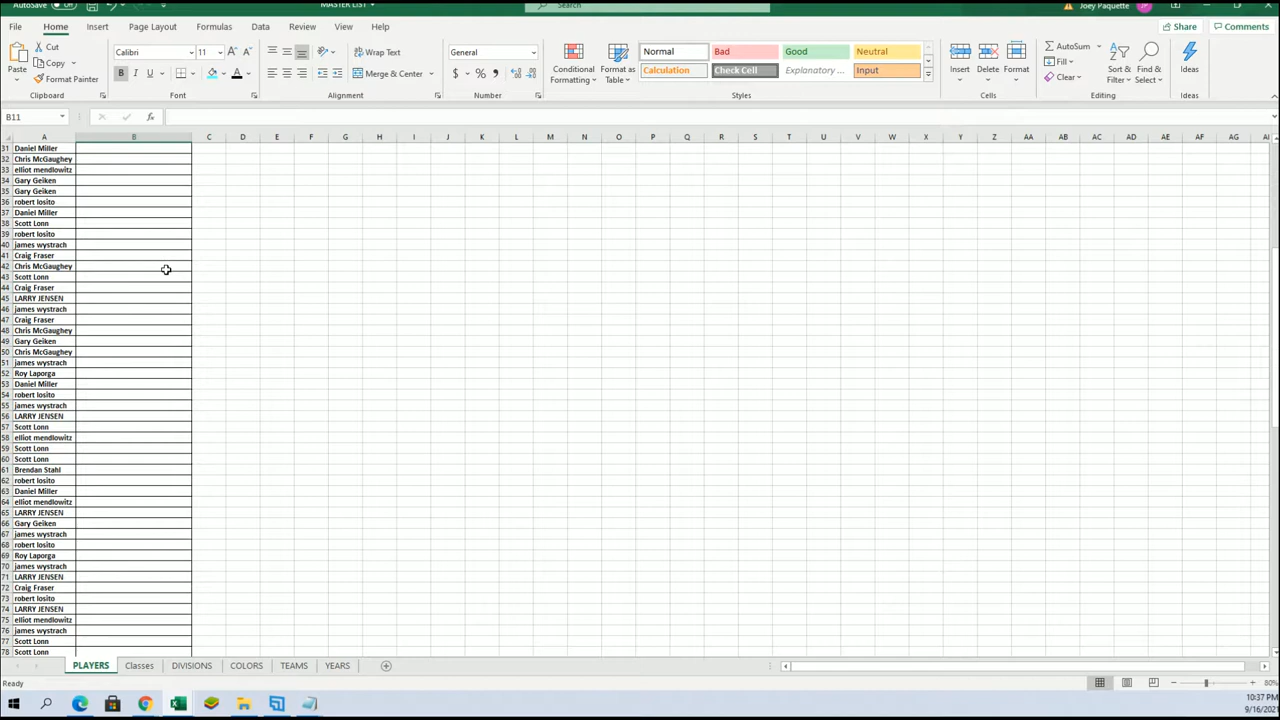 AutoSave Off MASTER LIST Search Joey Paquette JP
File Home Insert Page Layout Formulas Data Review View Help Share Comments
Paste Cut Copy Format Painter Clipboard
Calibri 11 B I U A Font
Wrap Text Merge & Center Alignment
General $ % Number
Conditional Formatting Format as Table
Normal Bad Good Neutral
Calculation Check Cell Explanatory ... Input
Styles
Insert Delete Format Cells
AutoSum Fill Clear Sort & Filter Find & Select Editing
Ideas Ideas
B11 fx
A B C D E F G H I J K L M N O P Q R S T U V W X Y Z AA AB AC AD AE AF AG AH
31 Daniel Miller
32 Chris McGaughey
33 elliot mendlowitz
34 Gary Geiken
35 Gary Geiken
36 robert losito
37 Daniel Miller
38 Scott Lonn
39 robert losito
40 james wystrach
41 Craig Fraser
42 Chris McGaughey
43 Scott Lonn
44 Craig Fraser
45 LARRY JENSEN
46 james wystrach
47 Craig Fraser
48 Chris McGaughey
49 Gary Geiken
50 Chris McGaughey
51 james wystrach
52 Roy Laporga
53 Daniel Miller
54 robert losito
55 james wystrach
56 LARRY JENSEN
57 Scott Lonn
58 elliot mendlowitz
59 Scott Lonn
60 Scott Lonn
61 Brendan Stahl
62 robert losito
63 Daniel Miller
64 elliot mendlowitz
65 LARRY JENSEN
66 Gary Geiken
67 james wystrach
68 robert losito
69 Roy Laporga
70 james wystrach
71 LARRY JENSEN
72 Craig Fraser
73 robert losito
74 LARRY JENSEN
75 elliot mendlowitz
76 james wystrach
77 Scott Lonn
78 Scott Lonn
PLAYERS Classes DIVISIONS COLORS TEAMS YEARS
Ready 80%
10:37 PM
9/16/2021